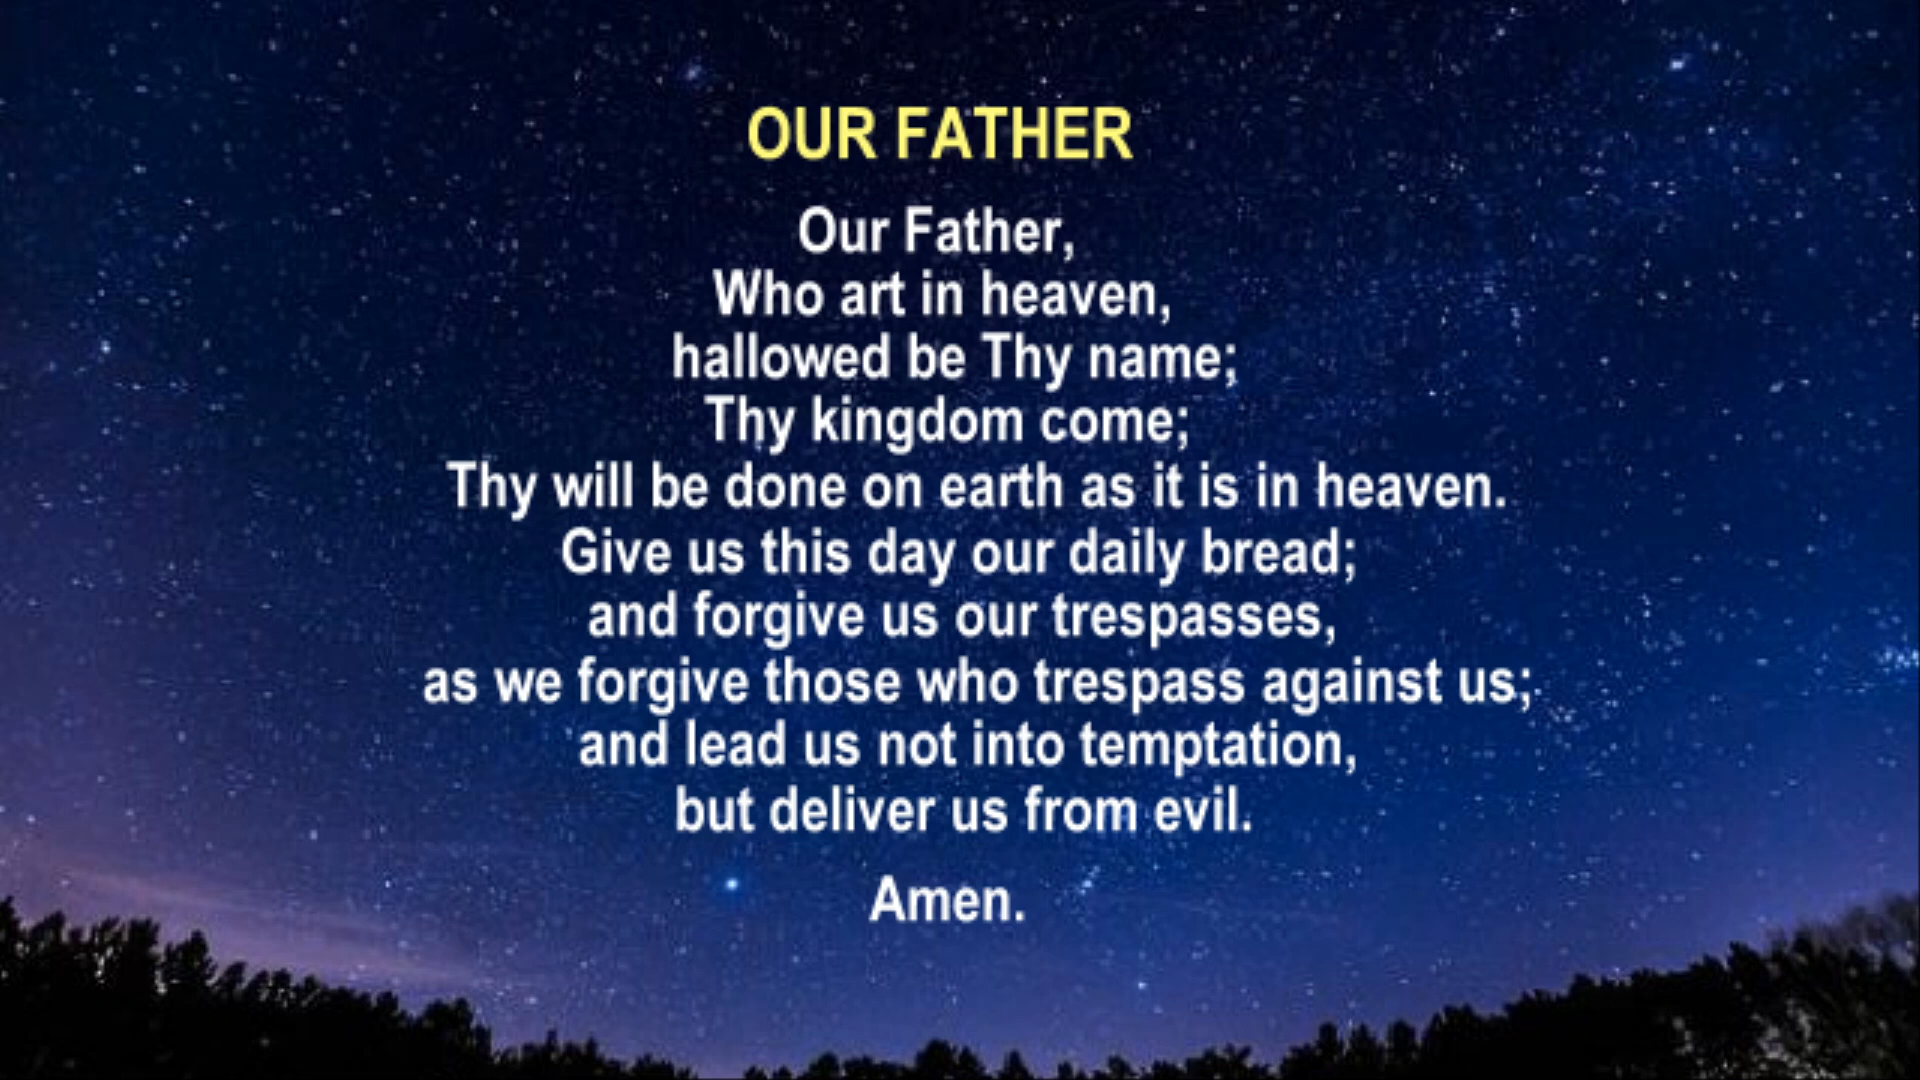 OUR FATHER
Our Father,
Who art in heaven,
hallowed be Thy name;
Thy kingdom come;
Thy will be done on earth as it is in heaven.
Give us this day our daily bread;
and forgive us our trespasses,
as we forgive those who trespass against us;
and lead us not into temptation,
but deliver us from evil.
Amen.